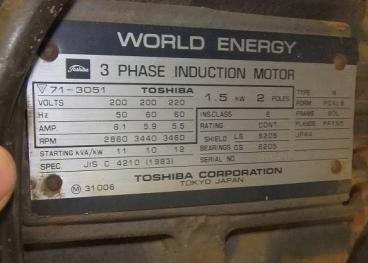 WORLD ENERGY
Toshiba 3 PHASE INDUCTION MOTOR
▽ 71-3051 TOSHIBA
VOLTS 200 200 220
Hz 50 60 60
AMP. 6.1 5.9 5.5
RPM 2860 3440 3460
STARTING kVA/kW 11 10 12
SPEC. JIS C 4210 (1983)
1.5 kW 2 POLES
INS.CLASS E
RATING CONT.
SHIELD BEARINGS LS 6205
OS 6205
SERIAL NO
TYPE
FORM
FRAME 90L
FLANGE FF165
JP44
TOSHIBA CORPORATION
TOKYO JAPAN
M 31006